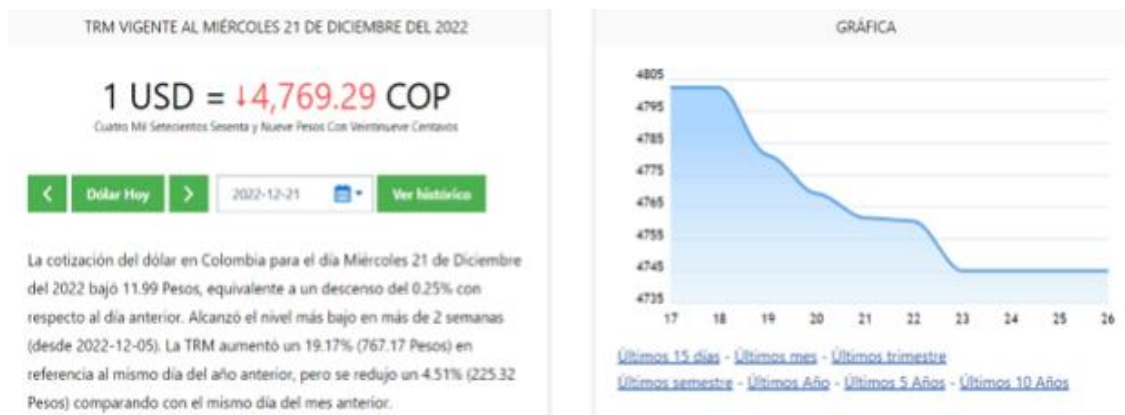 TRM VIGENTE AL MIÉRCOLES 21 DE DICIEMBRE DEL 2022
1 USD = ↓4,769.29 COP
Cuatro Mil Setecientos Sesenta y Nueve Pesos Con Veintinueve Centavos
< Dólar Hoy > 2022-12-21 Ver histórico
La cotización del dólar en Colombia para el día Miércoles 21 de Diciembre
del 2022 bajó 11.99 Pesos, equivalente a un descenso del 0.25% con
respecto al día anterior. Alcanzó el nivel más bajo en más de 2 semanas
(desde 2022-12-05). La TRM aumentó un 19.17% (767.17 Pesos) en
referencia al mismo día del año anterior, pero se redujo un 4.51% (225.32
Pesos) comparando con el mismo día del mes anterior.
GRÁFICA
4805
4795
4785
4775
4765
4755
4745
4735
17 18 19 20 21 22 23 24 25 26
Últimos 15 días - Últimos mes - Últimos trimestre
Últimos semestre - Últimos Año - Últimos 5 Años - Últimos 10 Años